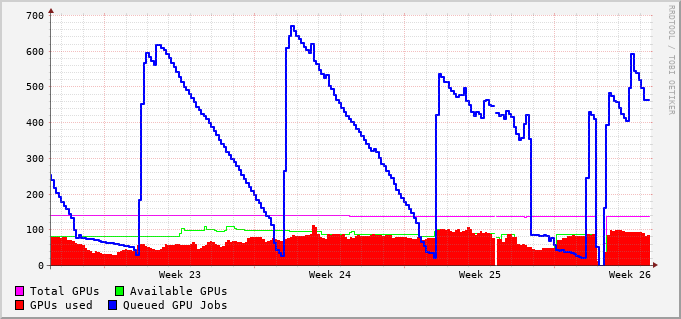 700
600
500
400
300
200
100
0
Week 23 Week 24 Week 25 Week 26
Total GPUs Available GPUs
GPUs used Queued GPU Jobs
RRDTOOL / TOBI OETIKER